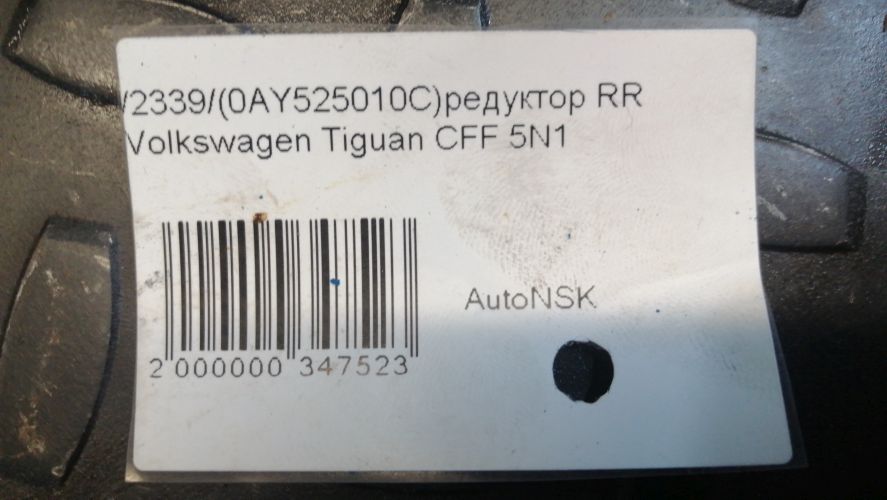 /2339/(0AY525010C)редуктор RR
Volkswagen Tiguan CFF 5N1
AutoNSK
2 000000 347523